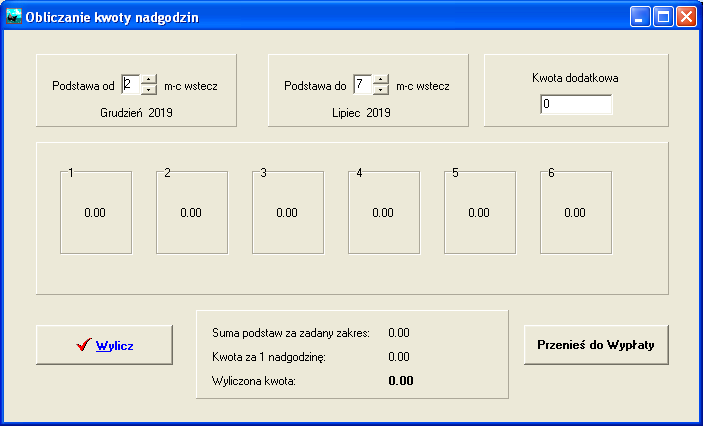 Obliczanie kwoty nadgodzin
Podstawa od 2 m-c wstecz
Grudzień 2019
Podstawa do 7 m-c wstecz
Lipiec 2019
Kwota dodatkowa
0
1 2 3 4 5 6
0.00 0.00 0.00 0.00 0.00 0.00
Wylicz
Suma podstaw za zadany zakres: 0.00
Kwota za 1 nadgodzinę: 0.00
Wyliczona kwota: 0.00
Przenieś do Wypłaty